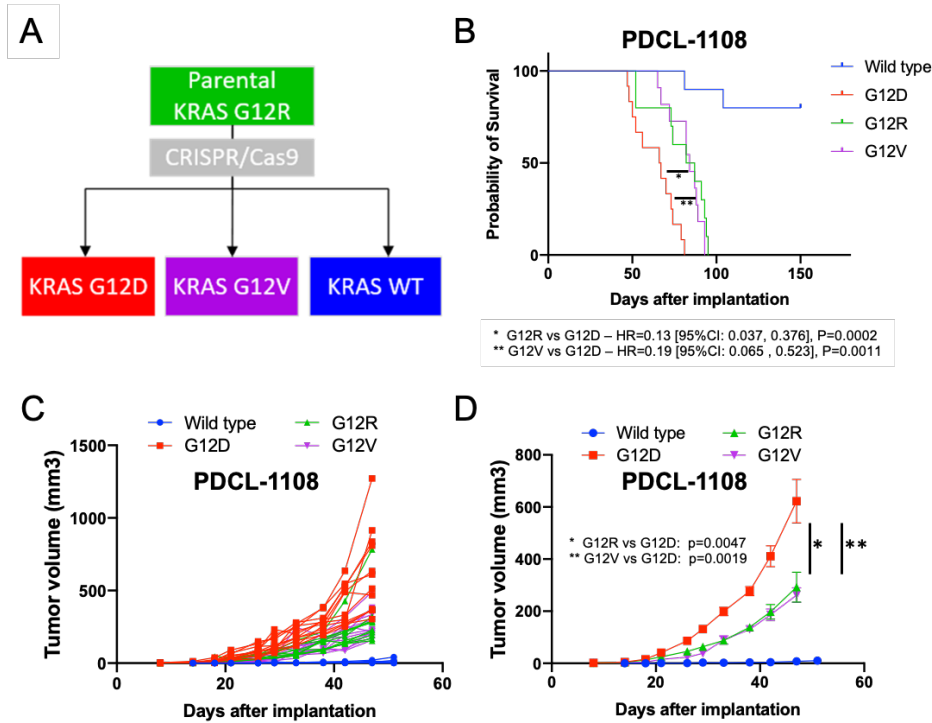 A
Parental
KRAS G12R
CRISPR/Cas9
KRAS G12D
KRAS G12V
KRAS WT
B
PDCL-1108
Probability of Survival
100
50
0
0
50
100
150
Days after implantation
Wild type
G12D
G12R
G12V
*
**
* G12R vs G12D – HR=0.13 [95%CI: 0.037, 0.376], P=0.0002
** G12V vs G12D – HR=0.19 [95%CI: 0.065 , 0.523], P=0.0011
C
Wild type
G12R
G12D
G12V
PDCL-1108
Tumor volume (mm3)
1500
1000
500
0
0
20
40
60
Days after implantation
D
Wild type
G12R
G12D
G12V
PDCL-1108
Tumor volume (mm3)
800
600
400
200
0
* G12R vs G12D: p=0.0047
** G12V vs G12D: p=0.0019
*
**
0
20
40
60
Days after implantation